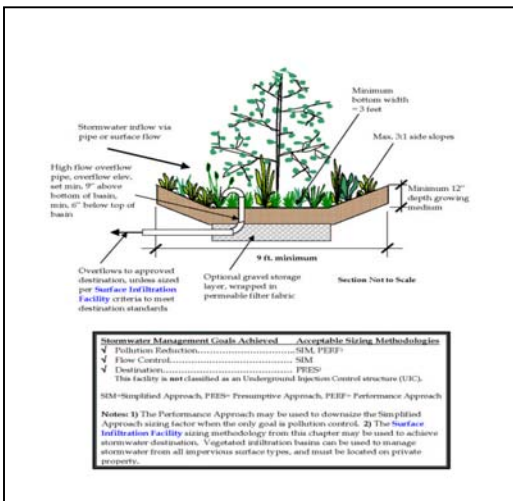 Stormwater inflow via
pipe or surface flow
High flow overflow
pipe, overflow elev.
set min. 9" above
bottom of basin,
min. 6" below top of
basin
Overflows to approved
destination, unless sized
per Surface Infiltration
Facility criteria to meet
destination standards
Minimum
bottom width
= 3 feet
Max. 3:1 side slopes
Minimum 12"
depth growing
medium
9 ft. minimum
Optional gravel storage
layer, wrapped in
permeable filter fabric
Section Not to Scale
Stormwater Management Goals Achieved Acceptable Sizing Methodologies
√ Pollution Reduction..............................SIM, PERF¹
√ Flow Control.......................................SIM
√ Destination.........................................PRES²
This facility is not classified as an Underground Injection Control structure (UIC).
SIM=Simplified Approach, PRES= Presumptive Approach, PERF= Performance Approach
Notes: 1) The Performance Approach may be used to downsize the Simplified
Approach sizing factor when the only goal is pollution control. 2) The Surface
Infiltration Facility sizing methodology from this chapter may be used to achieve
stormwater destination. Vegetated infiltration basins can be used to manage
stormwater from all impervious surface types, and must be located on private
property.